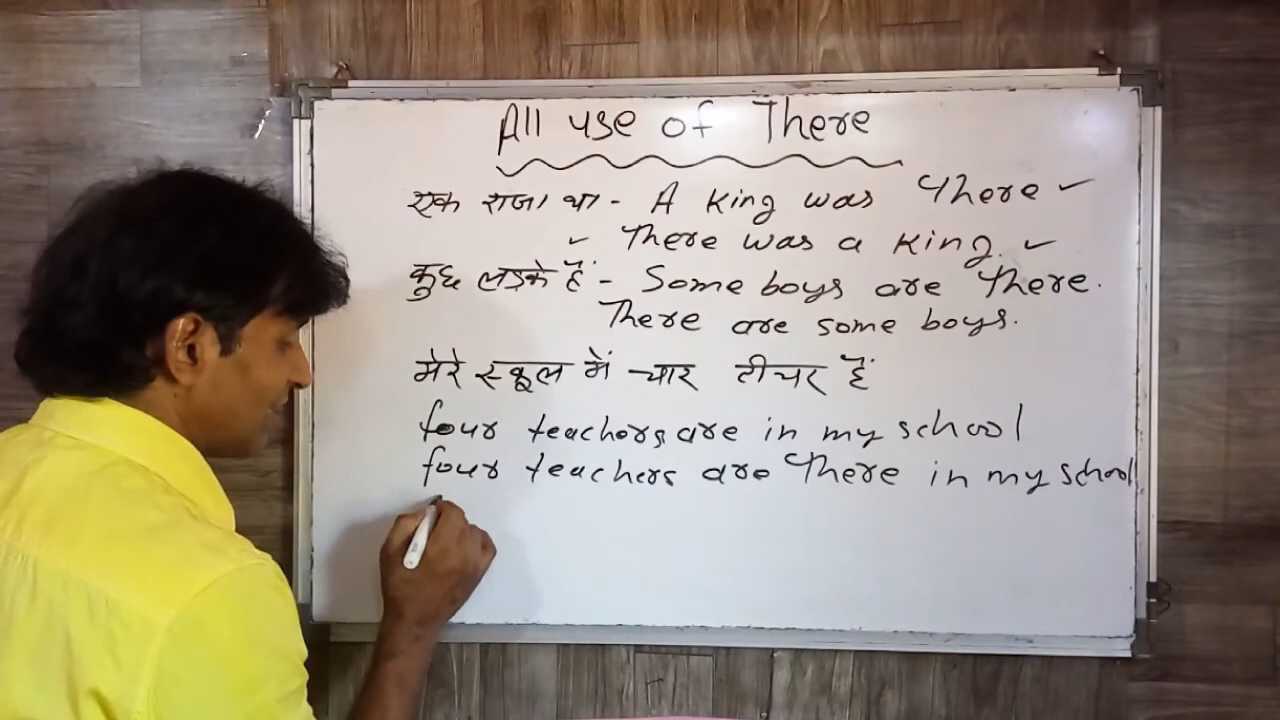 All use of There
एक राजा था - A king was There ✓
✓ There was a king. ✓
कुछ लड़के हैं - Some boys are There.
There are some boys.
मेरे स्कूल में चार टीचर हैं
four teachers are in my school
four teachers are There in my school